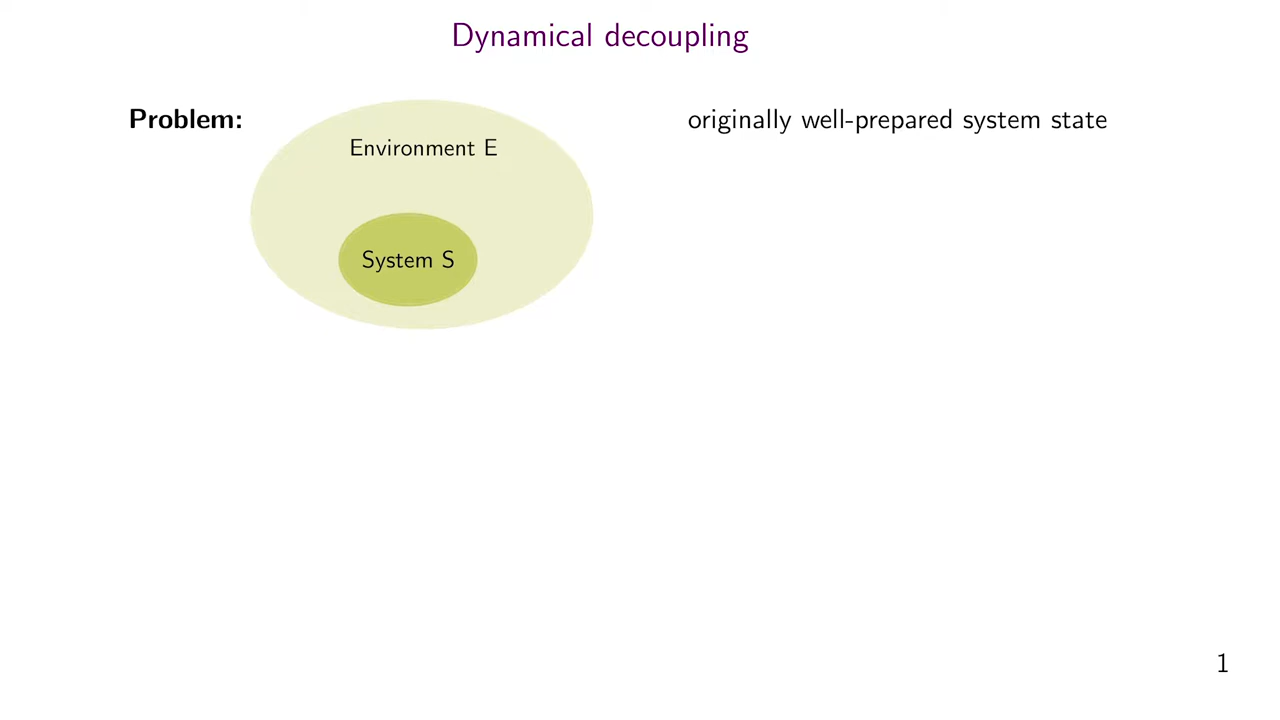 Dynamical decoupling
Problem:
Environment E
System S
originally well-prepared system state
1